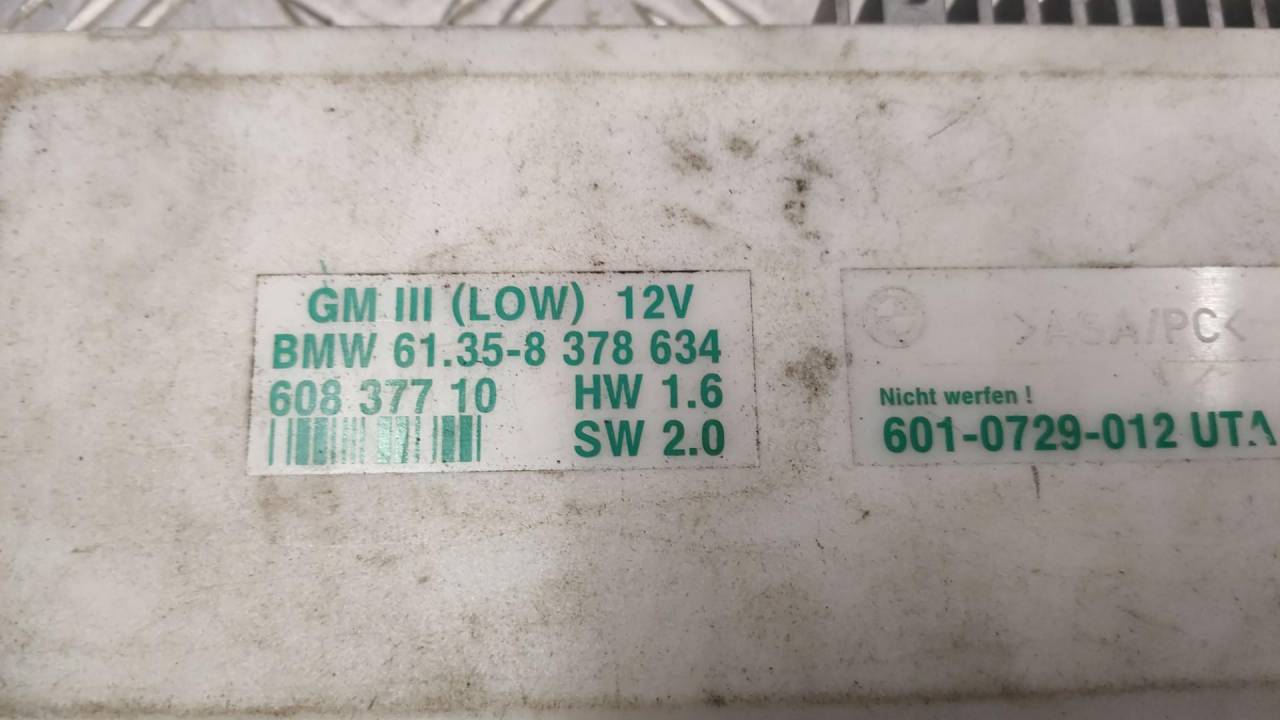 GM III (LOW) 12V
BMW 61.35-8 378 634
608 377 10 HW 1.6
SW 2.0
>ASA/PC<
Nicht werfen !
601-0729-012 UTA